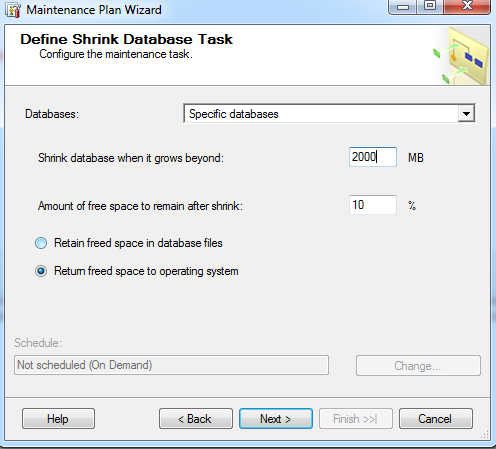 Maintenance Plan Wizard
Define Shrink Database Task
Configure the maintenance task.
Databases: Specific databases
Shrink database when it grows beyond: 2000 MB
Amount of free space to remain after shrink: 10 %
Retain freed space in database files
Return freed space to operating system
Schedule:
Not scheduled (On Demand) Change...
Help < Back Next > Finish >>| Cancel